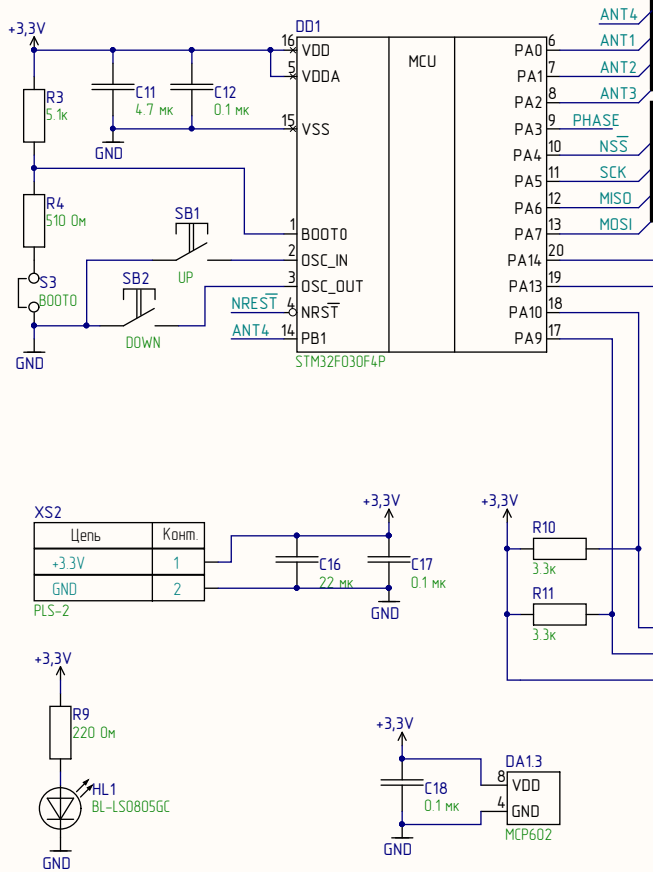 DD1
ANT4
+3,3V
16 VDD
MCU
PA0 6 ANT1
5 VDDA
PA1 7 ANT2
R3
5.1к
C11
4.7 мк
C12
0.1 мк
PA2 8 ANT3
15 VSS
PA3 9 PHASE
GND
PA4 10 NSS
PA5 11 SCK
R4
510 Ом
SB1
PA6 12 MISO
1 BOOT0
PA7 13 MOSI
2 OSC_IN
PA14 20
S3
BOOT0
SB2
UP
3 OSC_OUT
PA13 19
NREST 4 NRST
PA10 18
ANT4 14 PB1
PA9 17
DOWN
GND
STM32F030F4P
XS2
Цепь Конт.
+3.3V 1
GND 2
PLS-2
+3,3V
C16
22 мк
C17
0.1 мк
GND
+3,3V
R10
3.3к
R11
3.3к
+3,3V
R9
220 Ом
HL1
BL-LS0805GC
GND
+3,3V
DA1.3
C18
0.1 мк
8 VDD
4 GND
MCP602
GND